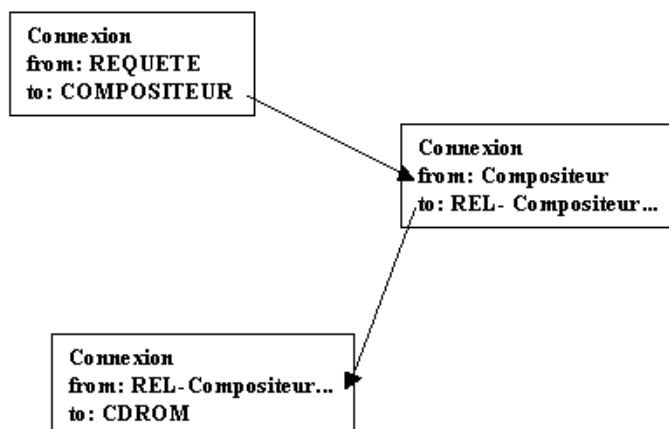 Connexion
from: REQUETE
to: COMPOSITEUR
Connexion
from: Compositeur
to: REL- Compositeur...
Connexion
from: REL-Compositeur...
to: CDROM